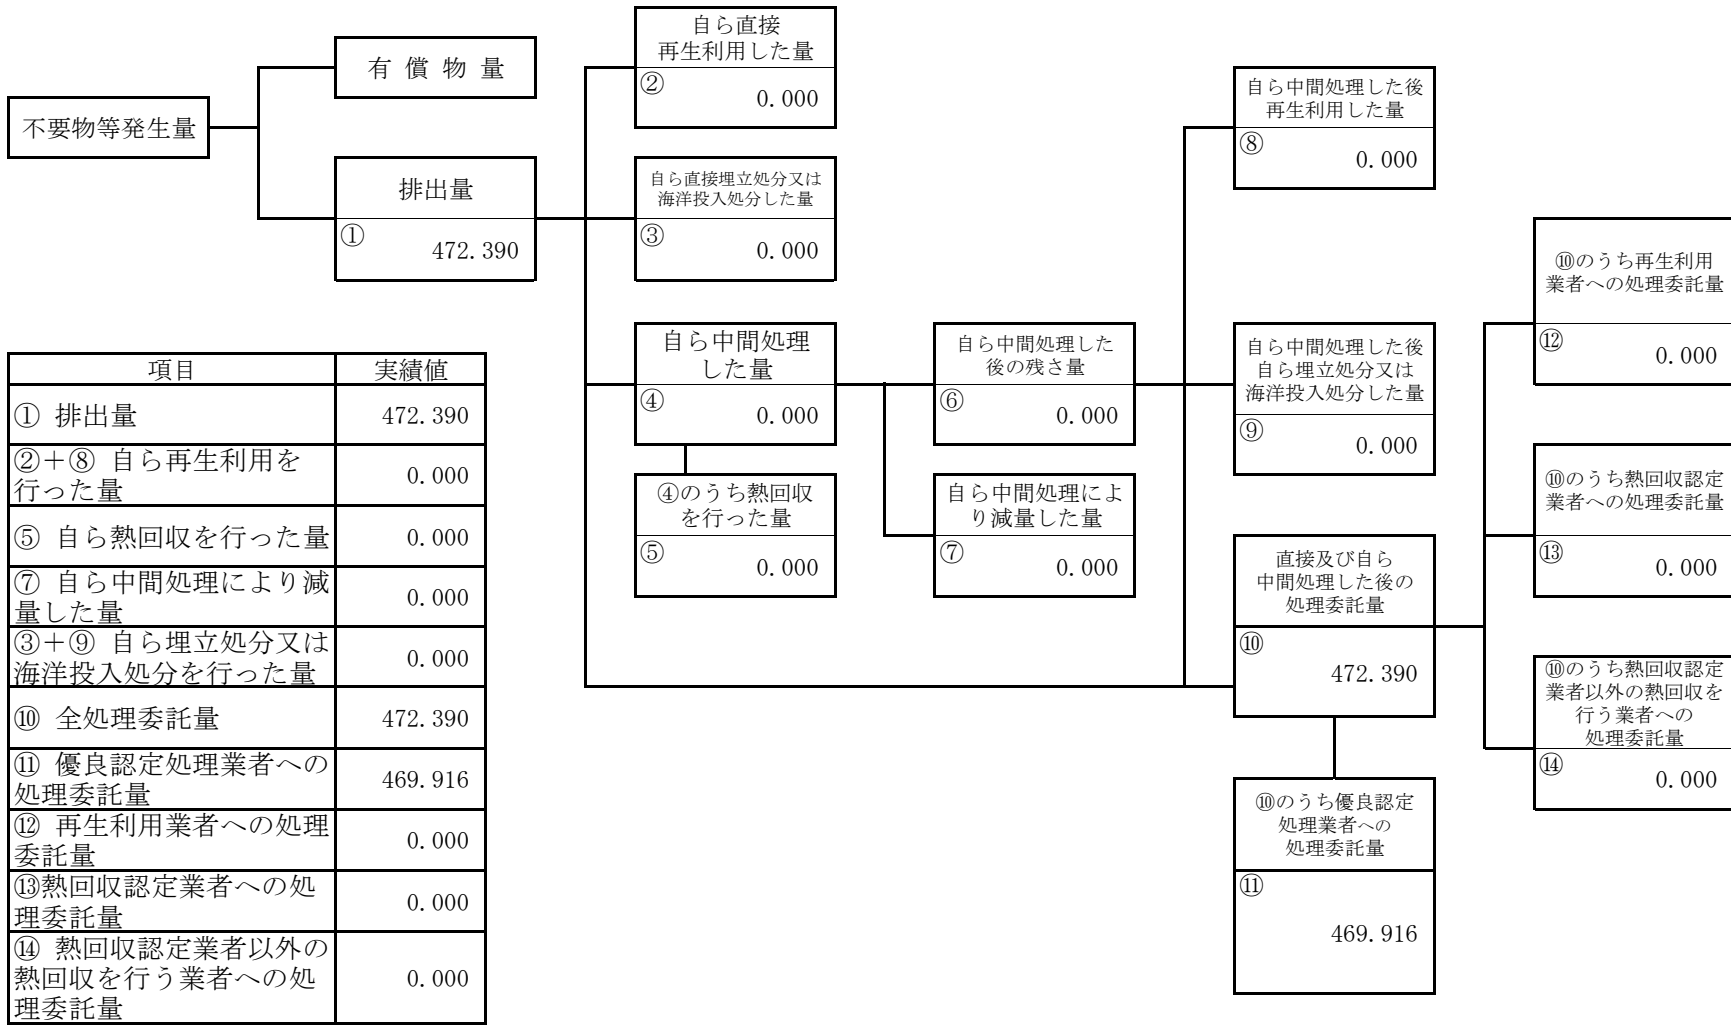 不要物等発生量
有 償 物 量
排出量
①
472.390
自ら直接
再生利用した量
②
0.000
自ら直接埋立処分又は
海洋投入処分した量
③
0.000
自ら中間処理
した量
④
0.000
④のうち熱回収
を行った量
⑤
0.000
自ら中間処理した
後の残さ量
⑥
0.000
自ら中間処理によ
り減量した量
⑦
0.000
自ら中間処理した後
再生利用した量
⑧
0.000
自ら中間処理した後
自ら埋立処分又は
海洋投入処分した量
⑨
0.000
直接及び自ら
中間処理した後の
処理委託量
⑩
472.390
⑩のうち優良認定
処理業者への
処理委託量
⑪
469.916
⑩のうち再生利用
業者への処理委託量
⑫
0.000
⑩のうち熱回収認定
業者への処理委託量
⑬
0.000
⑩のうち熱回収認定
業者以外の熱回収を
行う業者への
処理委託量
⑭
0.000
項目 実績値
① 排出量 472.390
②＋⑧ 自ら再生利用を
行った量 0.000
⑤ 自ら熱回収を行った量 0.000
⑦ 自ら中間処理により減
量した量 0.000
③＋⑨ 自ら埋立処分又は
海洋投入処分を行った量 0.000
⑩ 全処理委託量 472.390
⑪ 優良認定処理業者への
処理委託量 469.916
⑫ 再生利用業者への処理
委託量 0.000
⑬熱回収認定業者への処
理委託量 0.000
⑭ 熱回収認定業者以外の
熱回収を行う業者への処
理委託量 0.000